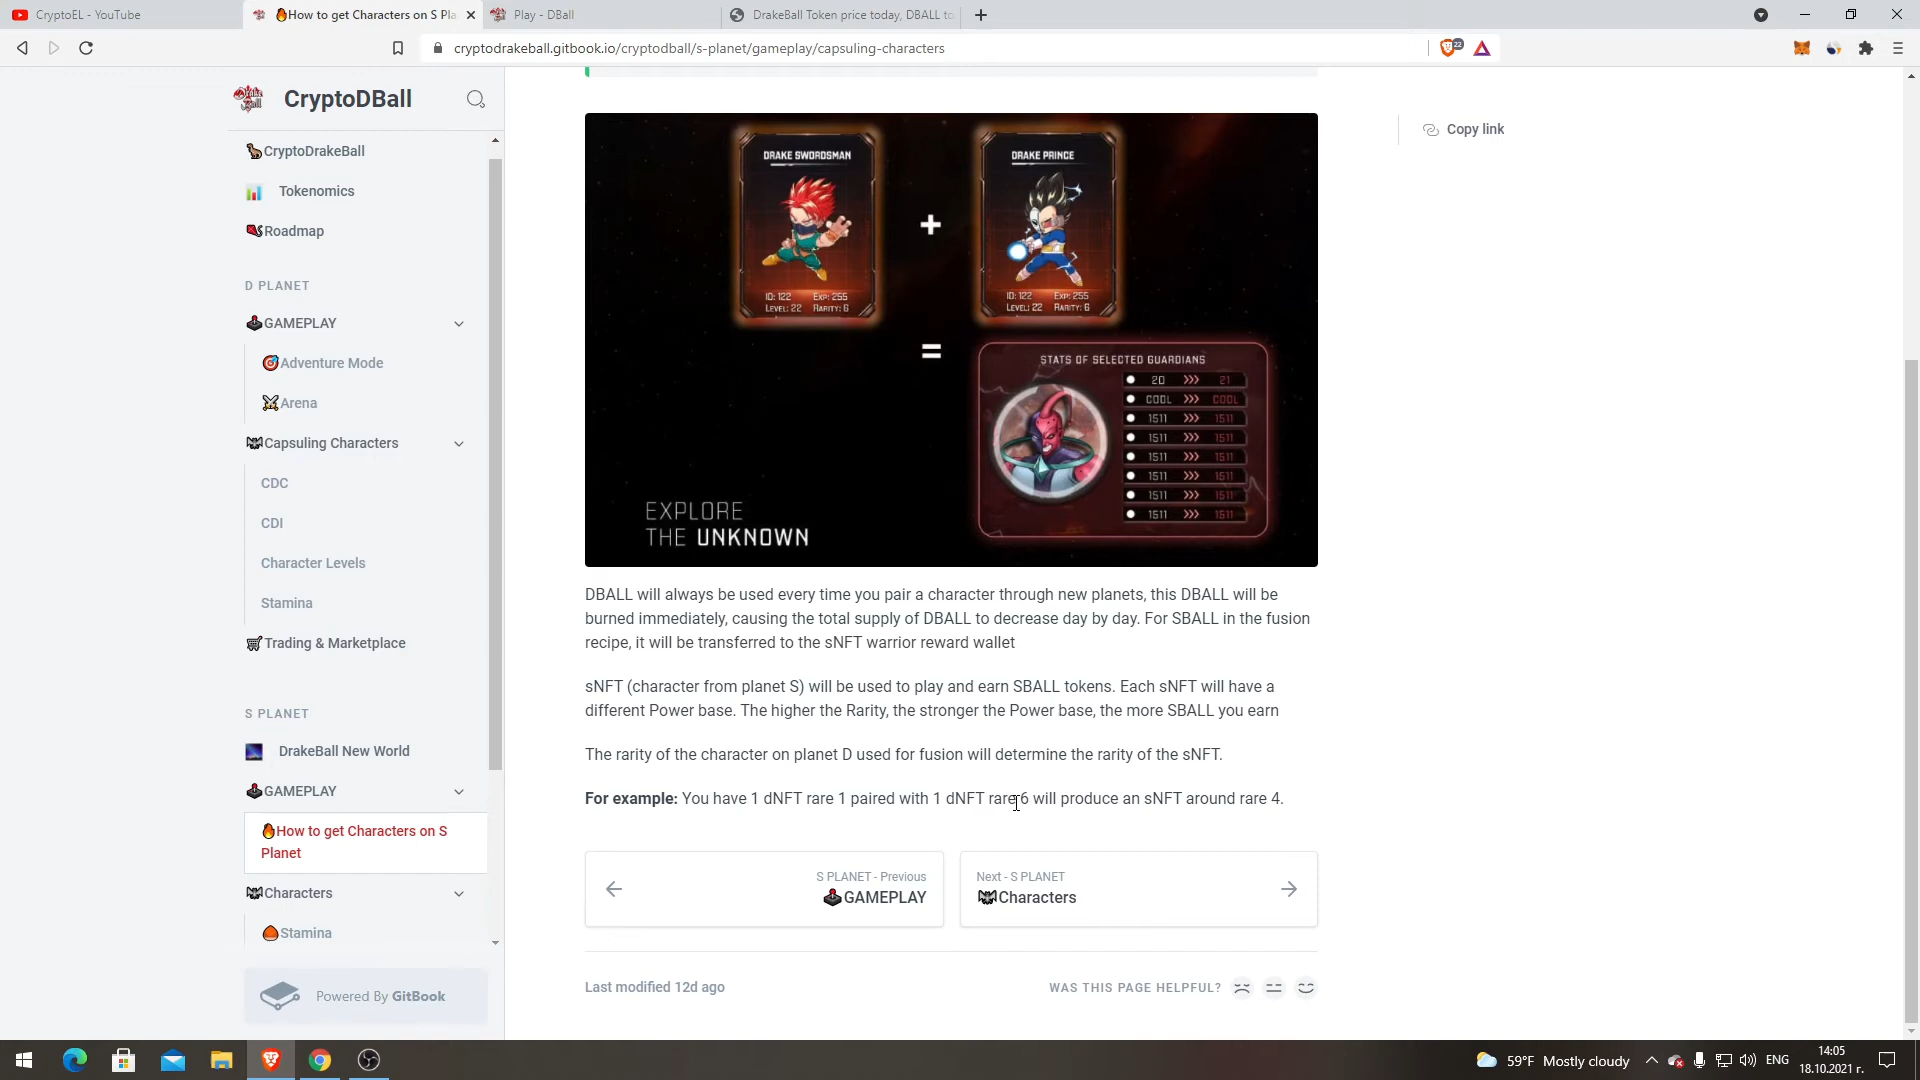 CryptoEL - YouTube
🔥How to get Characters on S Pla
Play - DBall
DrakeBall Token price today, DBALL to
cryptodrakeball.gitbook.io/cryptodball/s-planet/gameplay/capsuling-characters
22
CryptoDBall
CryptoDrakeBall
Tokenomics
Roadmap
D PLANET
GAMEPLAY
Adventure Mode
Arena
Capsuling Characters
CDC
CDI
Character Levels
Stamina
Trading & Marketplace
S PLANET
DrakeBall New World
GAMEPLAY
🔥How to get Characters on S
Planet
Characters
Stamina
Powered By GitBook
Copy link
DRAKE SWORDSMAN
ID: 122 Exp: 255
LEVEL: 22 RARITY: 6
+
DRAKE PRINCE
ID: 122 Exp: 255
LEVEL: 22 RARITY: 6
=
STATS OF SELECTED GUARDIANS
20 >>> 21
COOL >>> COOL
1511 >>> 1511
1511 >>> 1511
1511 >>> 1511
1511 >>> 1511
1511 >>> 1511
1511 >>> 1511
EXPLORE
THE UNKNOWN
DBALL will always be used every time you pair a character through new planets, this DBALL will be
burned immediately, causing the total supply of DBALL to decrease day by day. For SBALL in the fusion
recipe, it will be transferred to the sNFT warrior reward wallet
sNFT (character from planet S) will be used to play and earn SBALL tokens. Each sNFT will have a
different Power base. The higher the Rarity, the stronger the Power base, the more SBALL you earn
The rarity of the character on planet D used for fusion will determine the rarity of the sNFT.
For example: You have 1 dNFT rare 1 paired with 1 dNFT rare 6 will produce an sNFT around rare 4.
S PLANET - Previous
GAMEPLAY
Next - S PLANET
Characters
Last modified 12d ago
WAS THIS PAGE HELPFUL?
59°F Mostly cloudy
ENG
14:05
18.10.2021 г.